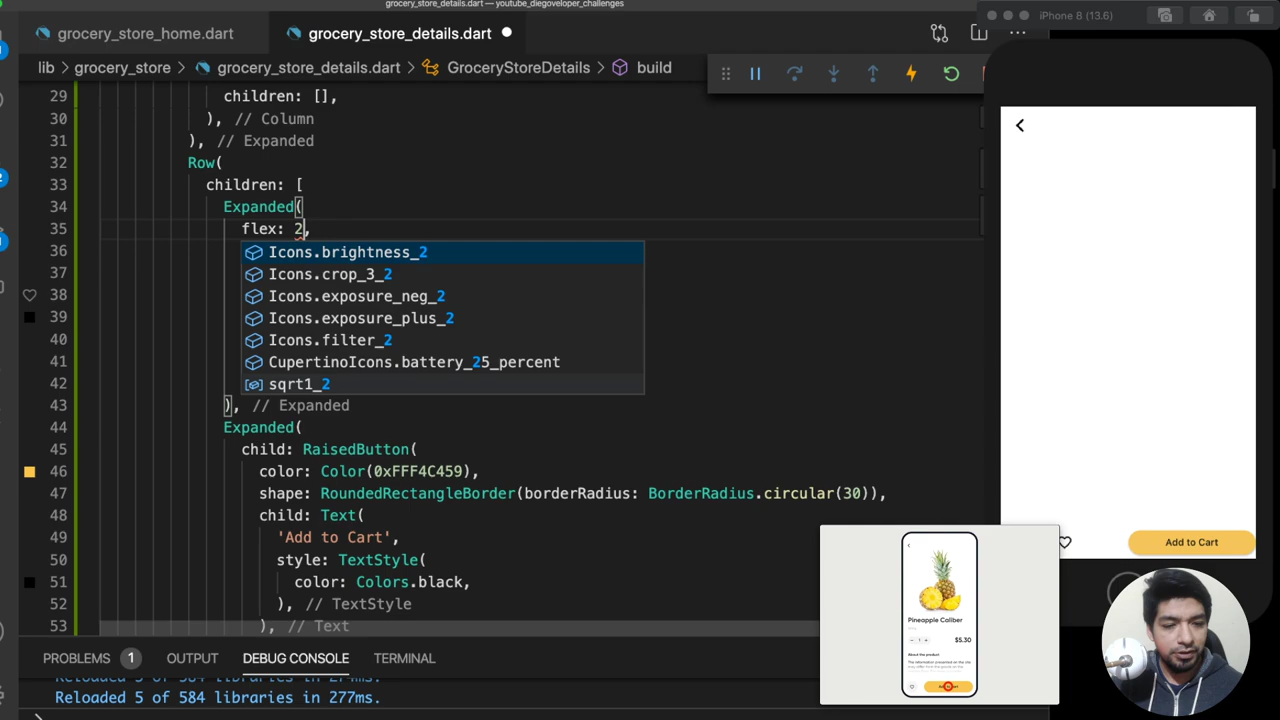 grocery_store_details.dart — youtube_diegoveloper_challenges
iPhone 8 (13.6)
grocery_store_home.dart
grocery_store_details.dart
lib > grocery_store > grocery_store_details.dart > GroceryStoreDetails > build
29 children: [],
30 ), // Column
31 ), // Expanded
32 Row(
33 children: [
34 Expanded(
35 flex: 2,
36 Icons.brightness_2
Icons.crop_3_2
37
38 Icons.exposure_neg_2
39 Icons.exposure_plus_2
40 Icons.filter_2
41 CupertinoIcons.battery_25_percent
42 sqrt1_2
43 ), // Expanded
44 Expanded(
45 child: RaisedButton(
46 color: Color(0xFFF4C459),
47 shape: RoundedRectangleBorder(borderRadius: BorderRadius.circular(30)),
48 child: Text(
49 'Add to Cart',
50 style: TextStyle(
51 color: Colors.black,
52 ), // TextStyle
53 ), // Text
Add to Cart
Pineapple Caliber
1
$5.30
About the product
PROBLEMS 1 OUTPUT DEBUG CONSOLE TERMINAL
Reloaded 5 of 584 libraries in 277ms.